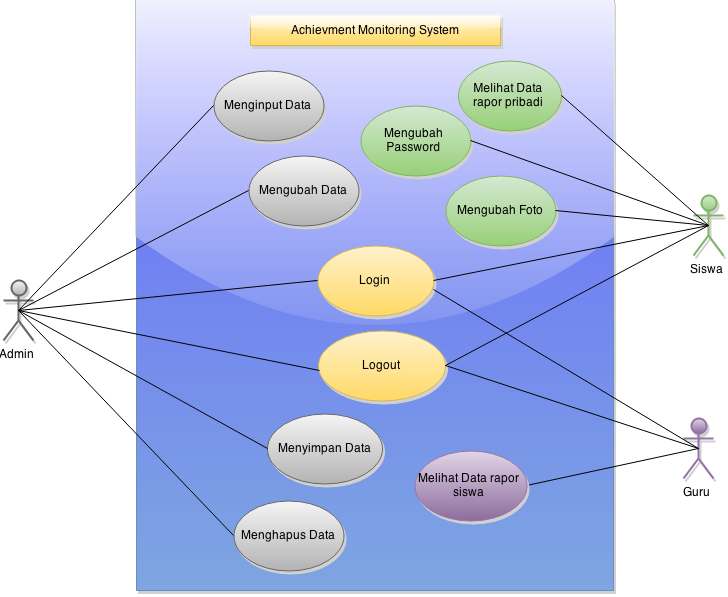 Achievment Monitoring System
Menginput Data
Melihat Data
rapor pribadi
Mengubah
Password
Mengubah Data
Mengubah Foto
Siswa
Login
Admin
Logout
Menyimpan Data
Melihat Data rapor
siswa
Guru
Menghapus Data